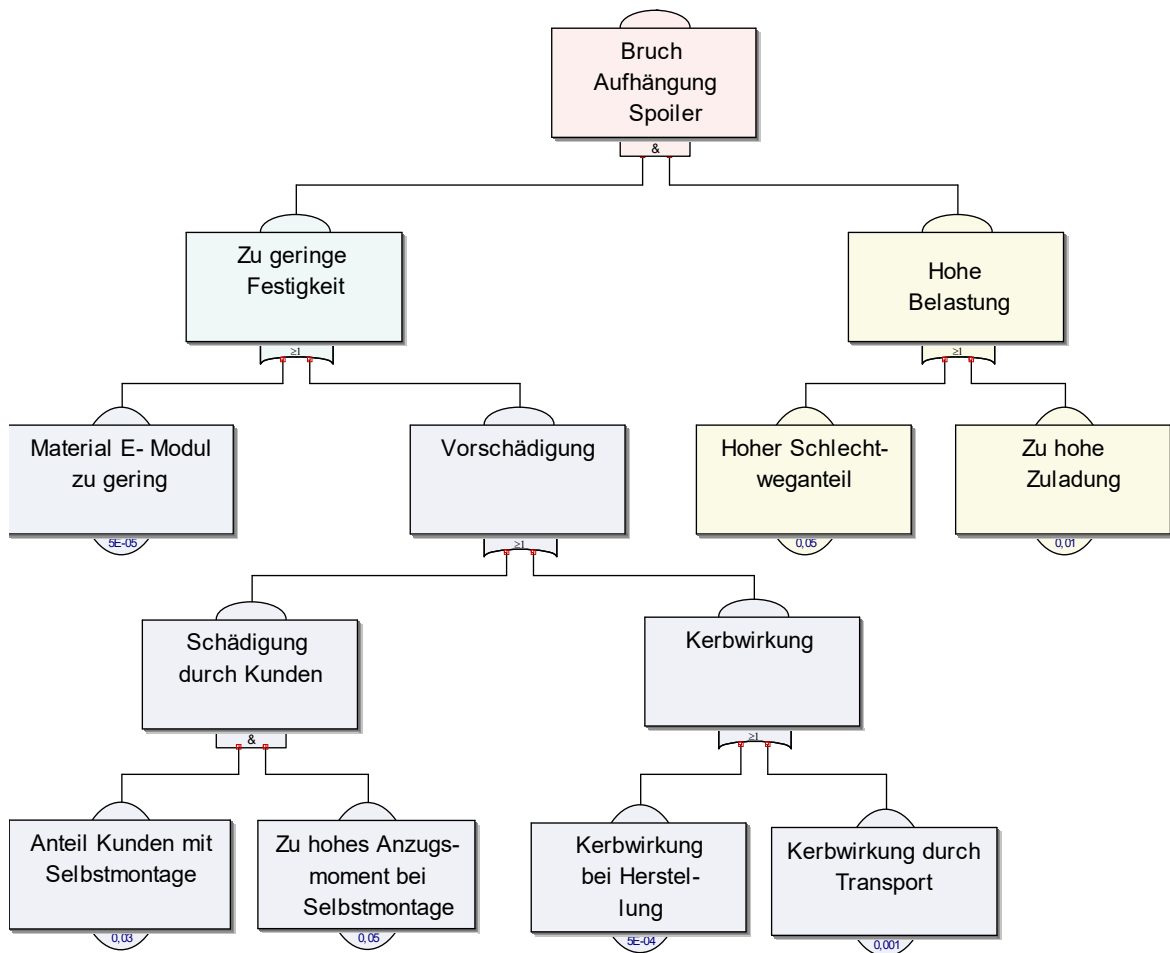 Bruch
Aufhängung
Spoiler
&
Zu geringe
Festigkeit
≥1
Hohe
Belastung
≥1
Material E- Modul
zu gering
5E-05
Vorschädigung
≥1
Hoher Schlecht-
weganteil
0,05
Zu hohe
Zuladung
0,01
Schädigung
durch Kunden
&
Kerbwirkung
≥1
Anteil Kunden mit
Selbstmontage
0,03
Zu hohes Anzugs-
moment bei
Selbstmontage
0,05
Kerbwirkung
bei Herstel-
lung
5E-04
Kerbwirkung durch
Transport
0,001